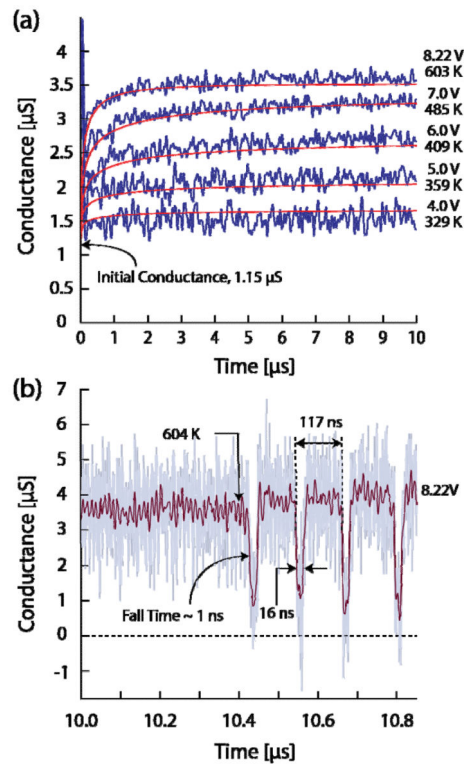 (a)
Conductance [µS]
4
3.5
3
2.5
2
1.5
1
0.5
0
8.22 V
603 K
7.0 V
485 K
6.0 V
409 K
5.0 V
359 K
4.0 V
329 K
Initial Conductance, 1.15 µS
0 1 2 3 4 5 6 7 8 9 10
Time [µs]
(b)
Conductance [µS]
7
6
5
4
3
2
1
0
-1
604 K
117 ns
8.22V
Fall Time ~ 1 ns
16 ns
10.0 10.2 10.4 10.6 10.8
Time [µs]